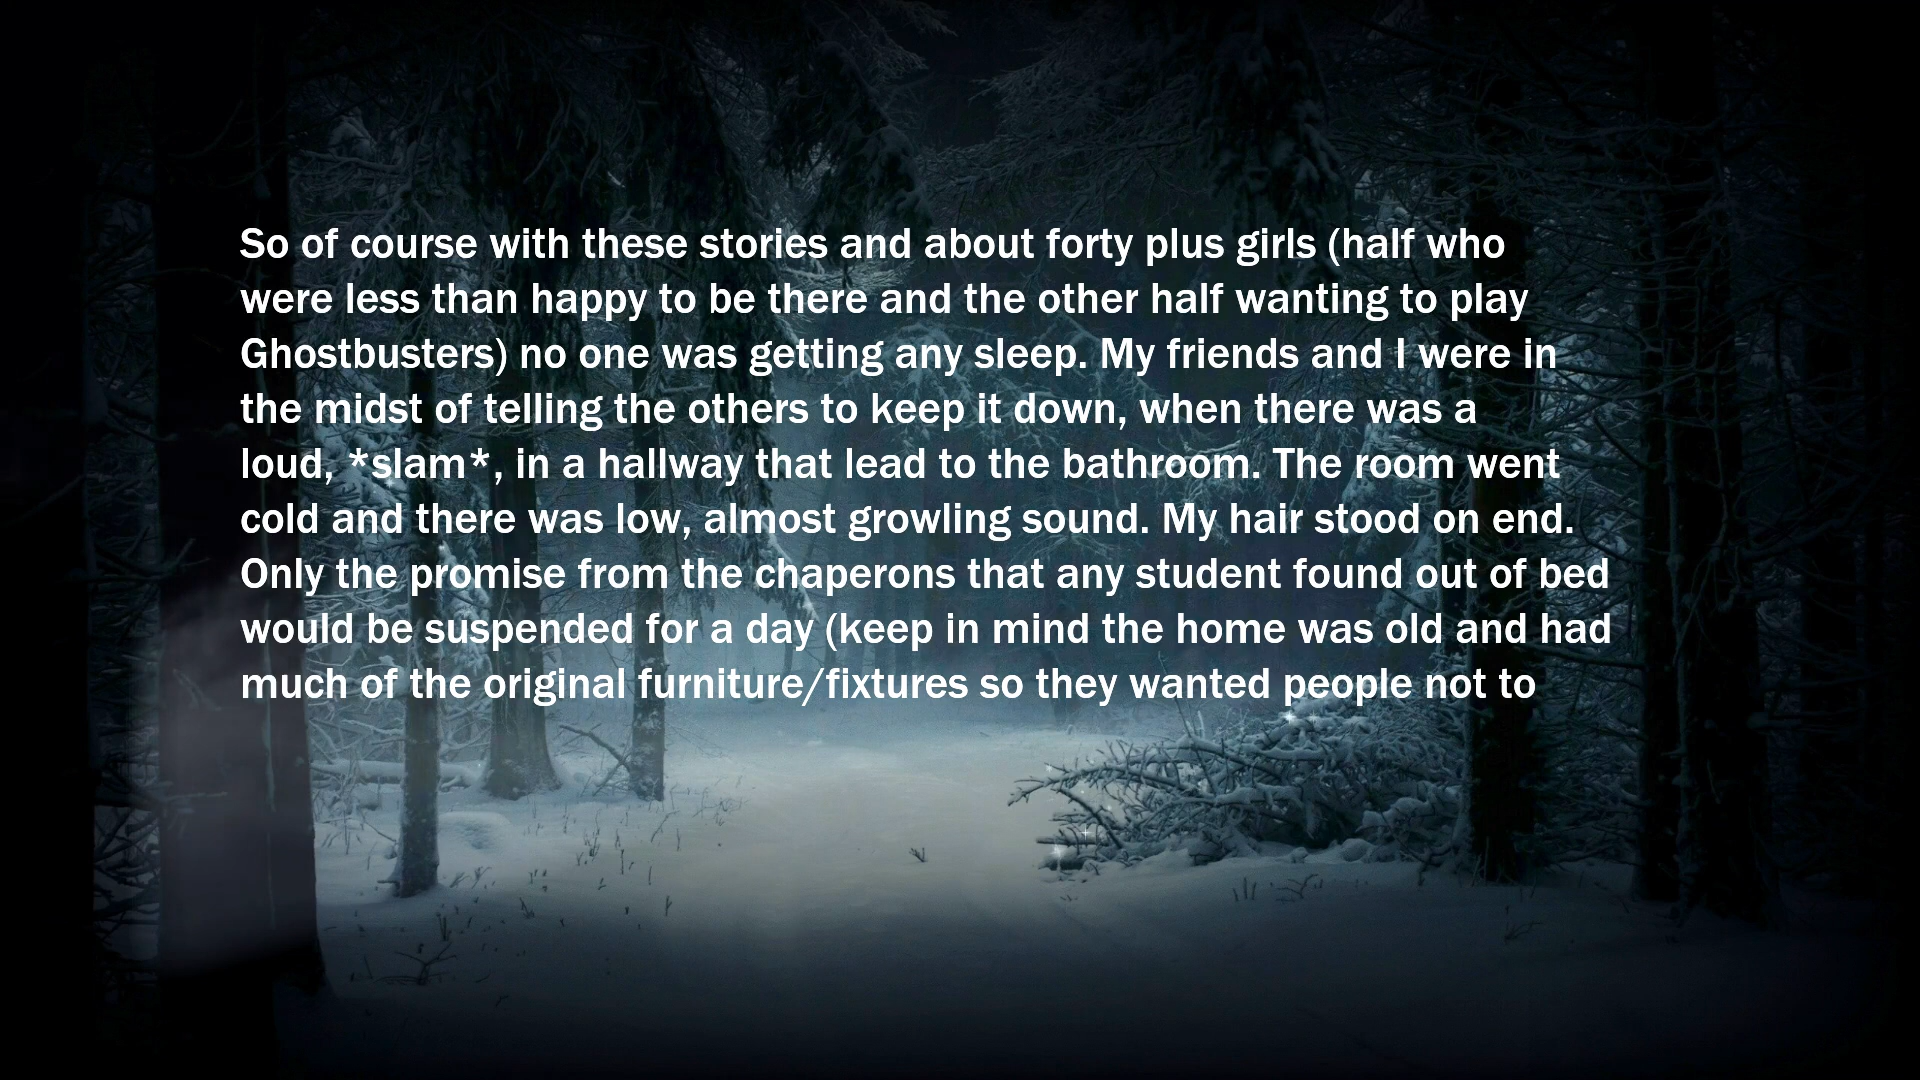 So of course with these stories and about forty plus girls (half who
were less than happy to be there and the other half wanting to play
Ghostbusters) no one was getting any sleep. My friends and I were in
the midst of telling the others to keep it down, when there was a
loud, *slam*, in a hallway that lead to the bathroom. The room went
cold and there was low, almost growling sound. My hair stood on end.
Only the promise from the chaperons that any student found out of bed
would be suspended for a day (keep in mind the home was old and had
much of the original furniture/fixtures so they wanted people not to